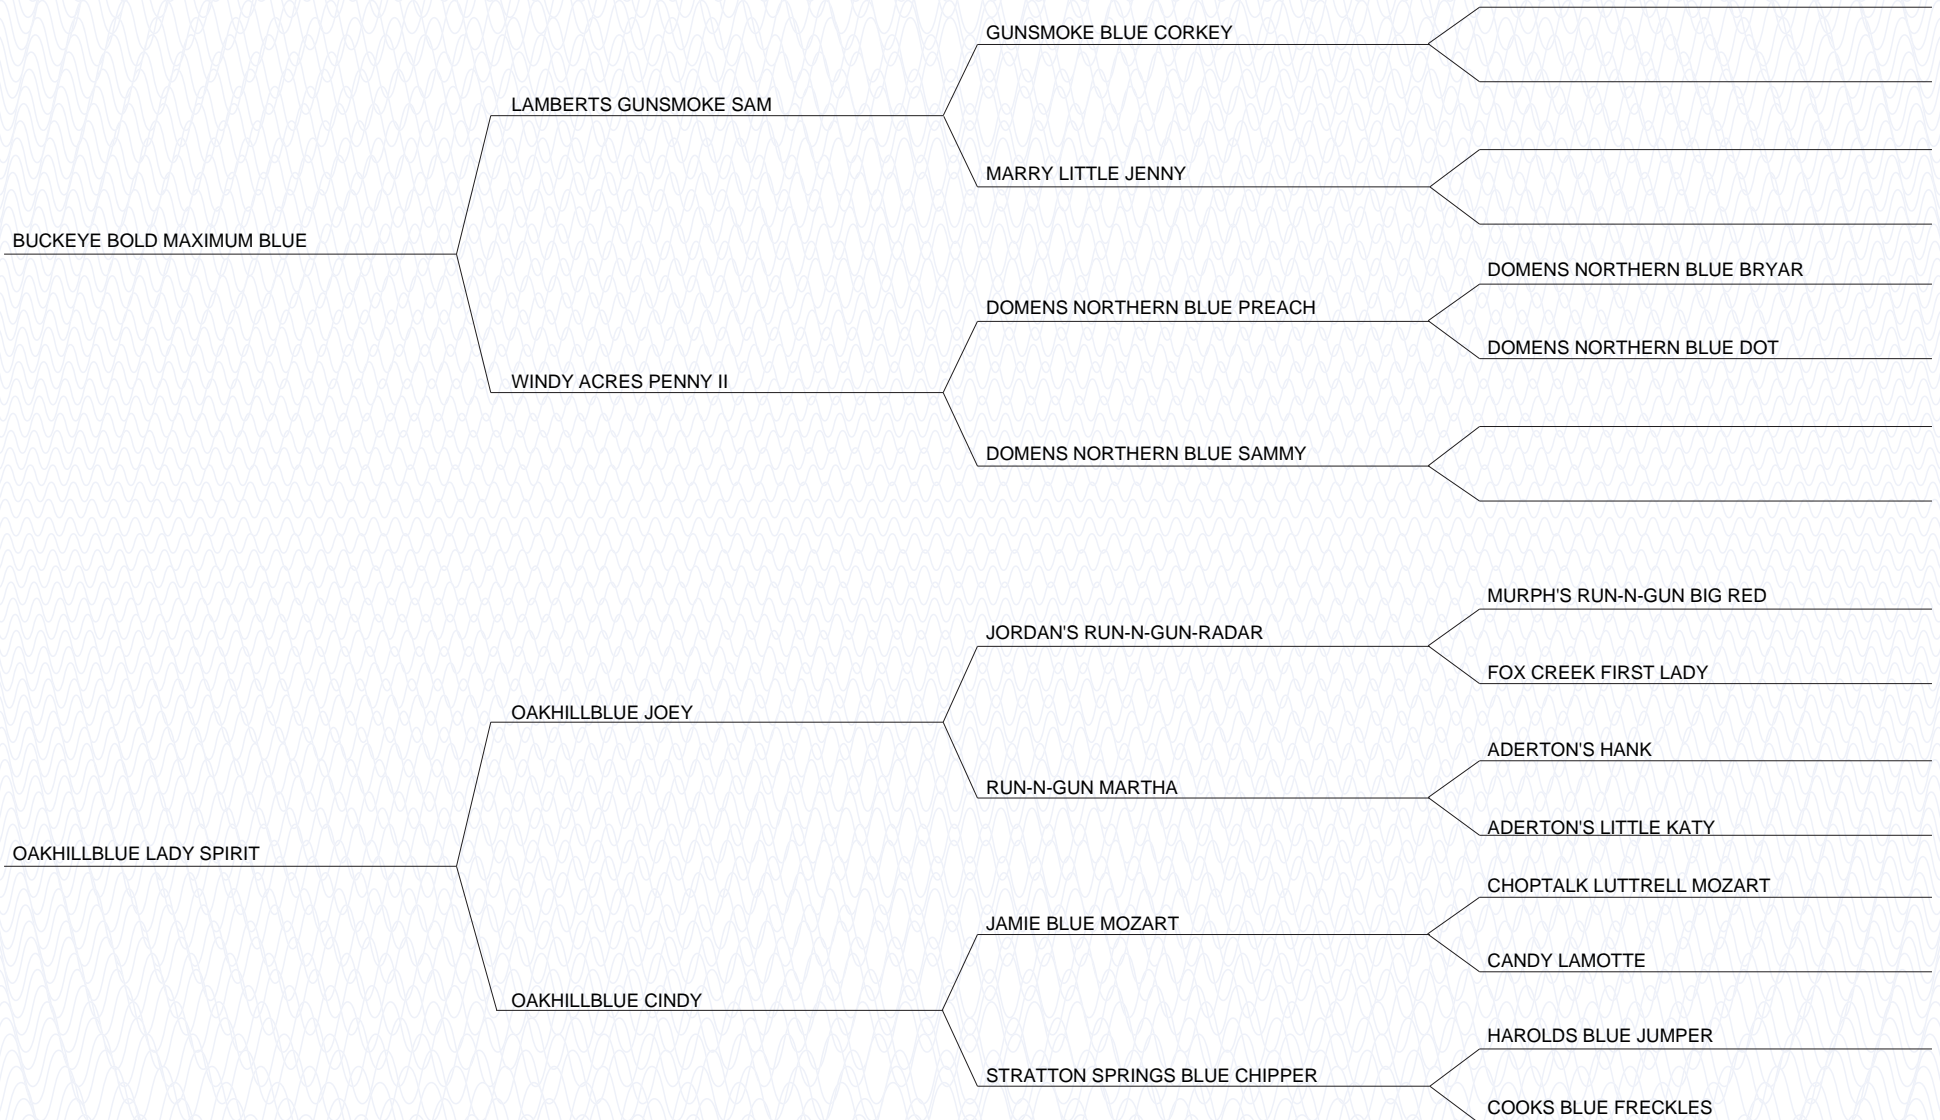 GUNSMOKE BLUE CORKEY
LAMBERTS GUNSMOKE SAM
MARRY LITTLE JENNY
BUCKEYE BOLD MAXIMUM BLUE
DOMENS NORTHERN BLUE BRYAR
DOMENS NORTHERN BLUE PREACH
DOMENS NORTHERN BLUE DOT
WINDY ACRES PENNY II
DOMENS NORTHERN BLUE SAMMY
MURPH'S RUN-N-GUN BIG RED
JORDAN'S RUN-N-GUN-RADAR
FOX CREEK FIRST LADY
OAKHILLBLUE JOEY
ADERTON'S HANK
RUN-N-GUN MARTHA
ADERTON'S LITTLE KATY
OAKHILLBLUE LADY SPIRIT
CHOPTALK LUTTRELL MOZART
JAMIE BLUE MOZART
CANDY LAMOTTE
OAKHILLBLUE CINDY
HAROLDS BLUE JUMPER
STRATTON SPRINGS BLUE CHIPPER
COOKS BLUE FRECKLES